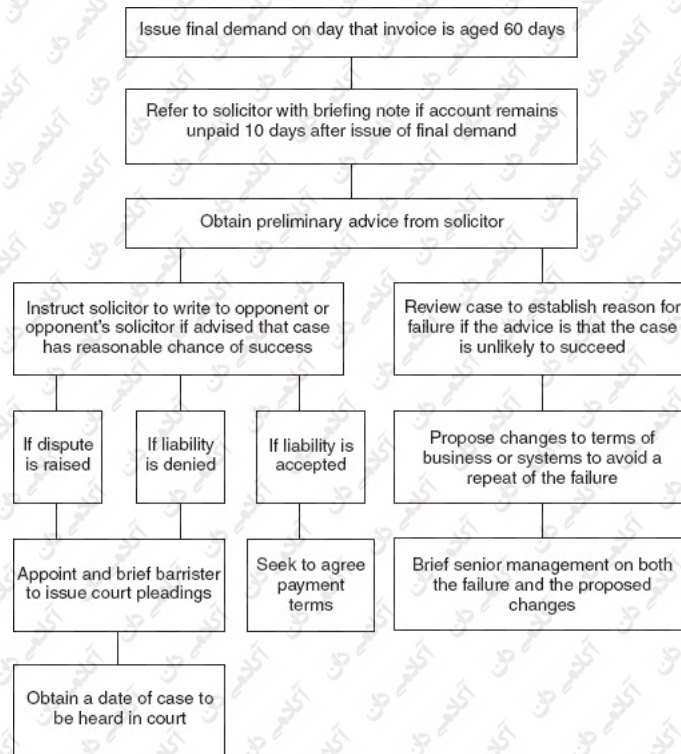 Issue final demand on day that invoice is aged 60 days
Refer to solicitor with briefing note if account remains
unpaid 10 days after issue of final demand
Obtain preliminary advice from solicitor
Instruct solicitor to write to opponent or
opponent's solicitor if advised that case
has reasonable chance of success
Review case to establish reason for
failure if the advice is that the case
is unlikely to succeed
If dispute
is raised
If liability
is denied
If liability is
accepted
Propose changes to terms of
business or systems to avoid a
repeat of the failure
Appoint and brief barrister
to issue court pleadings
Seek to agree
payment
terms
Brief senior management on both
the failure and the proposed
changes
Obtain a date of case to
be heard in court